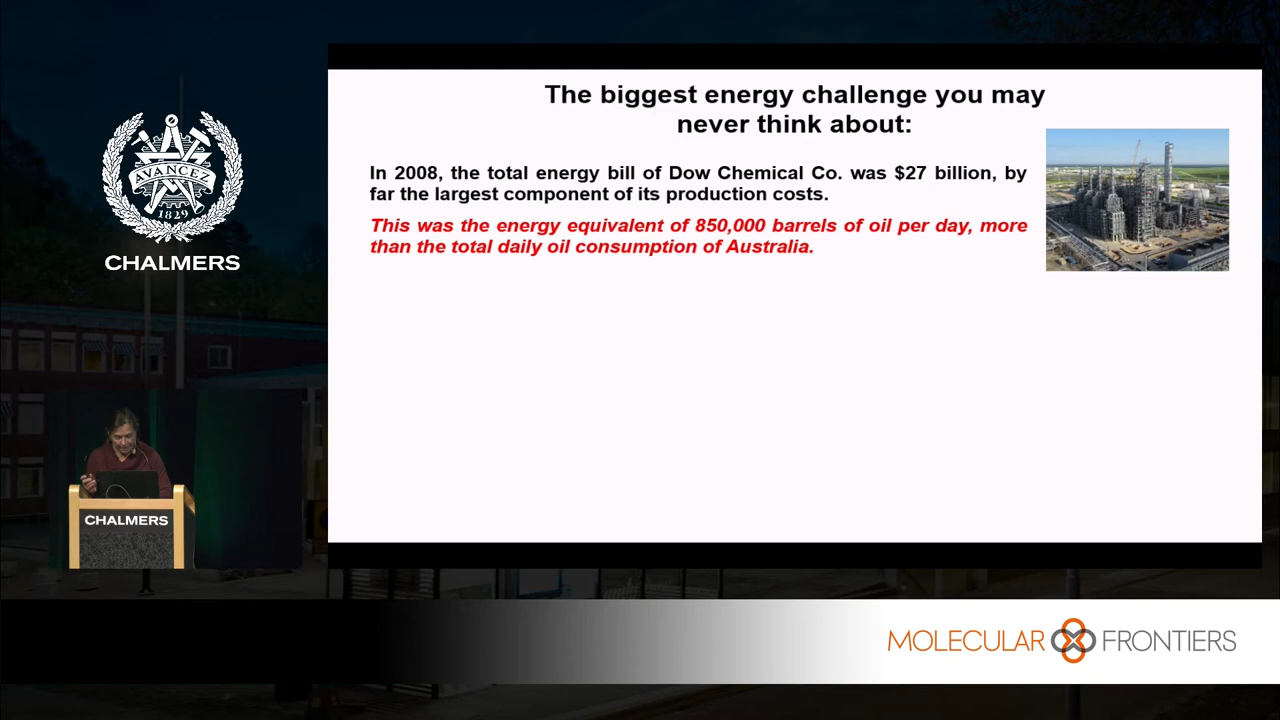 AVANCEZ
1829
CHALMERS
The biggest energy challenge you may
never think about:
In 2008, the total energy bill of Dow Chemical Co. was $27 billion, by
far the largest component of its production costs.
This was the energy equivalent of 850,000 barrels of oil per day, more
than the total daily oil consumption of Australia.
CHALMERS
MOLECULAR FRONTIERS